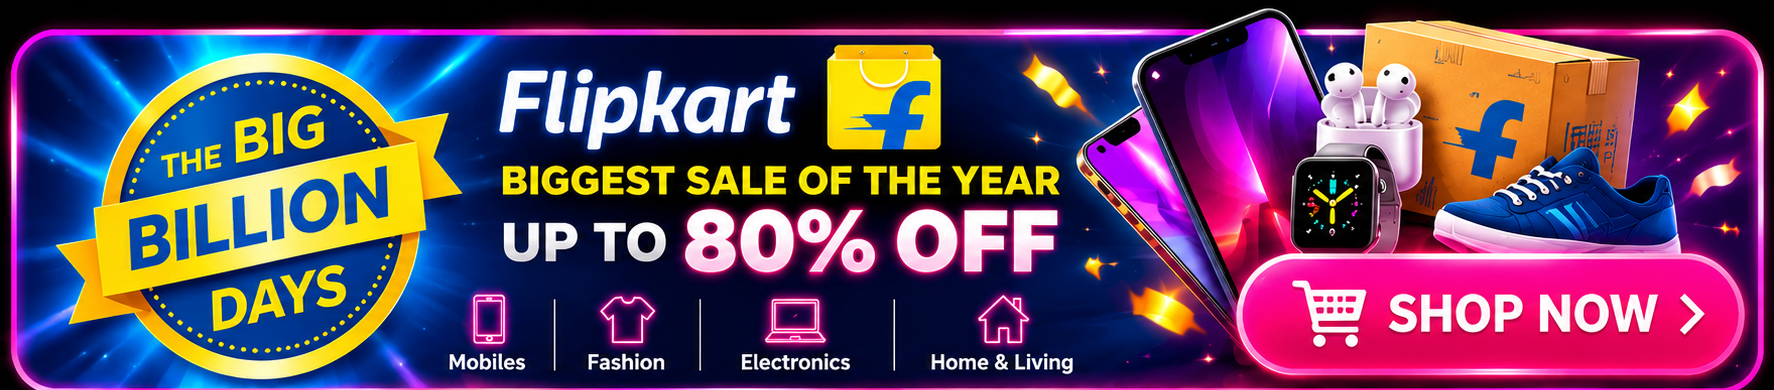 THE BIG
BILLION
DAYS
Flipkart
BIGGEST SALE OF THE YEAR
UP TO 80% OFF
Mobiles
Fashion
Electronics
Home & Living
SHOP NOW